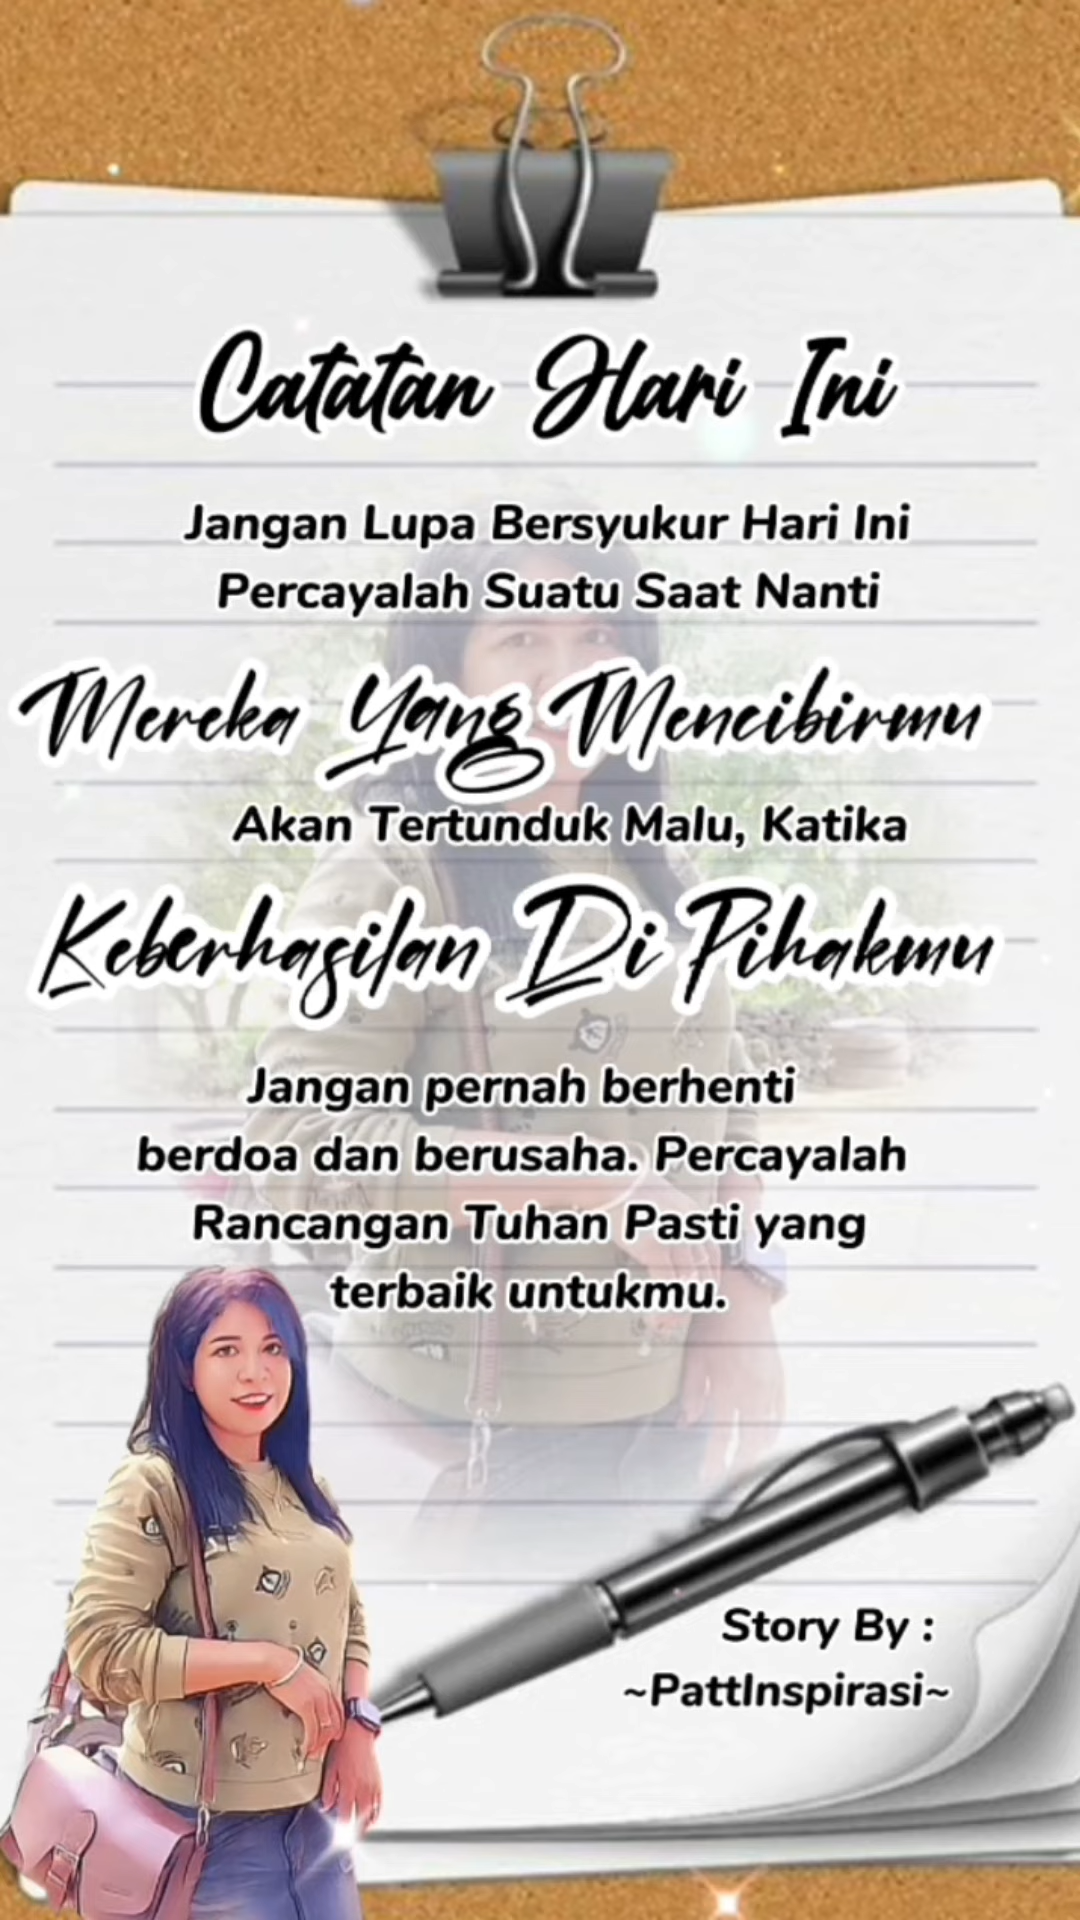 Catatan Hari Ini
Jangan Lupa Bersyukur Hari Ini
Percayalah Suatu Saat Nanti
Mereka Yang Mencibirmu
Akan Tertunduk Malu, Katika
Keberhasilan Di Pihakmu
Jangan pernah berhenti
berdoa dan berusaha. Percayalah
Rancangan Tuhan Pasti yang
terbaik untukmu.
Story By :
~PattInspirasi~